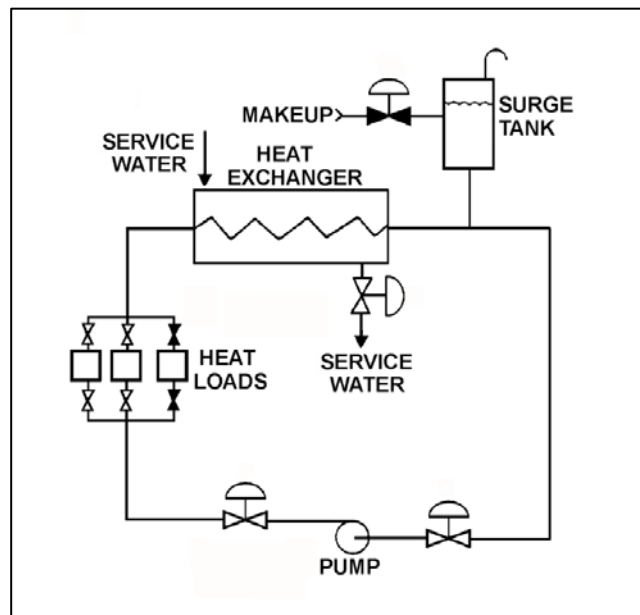 MAKEUP
SURGE
TANK
SERVICE
WATER
HEAT
EXCHANGER
HEAT
LOADS
SERVICE
WATER
PUMP